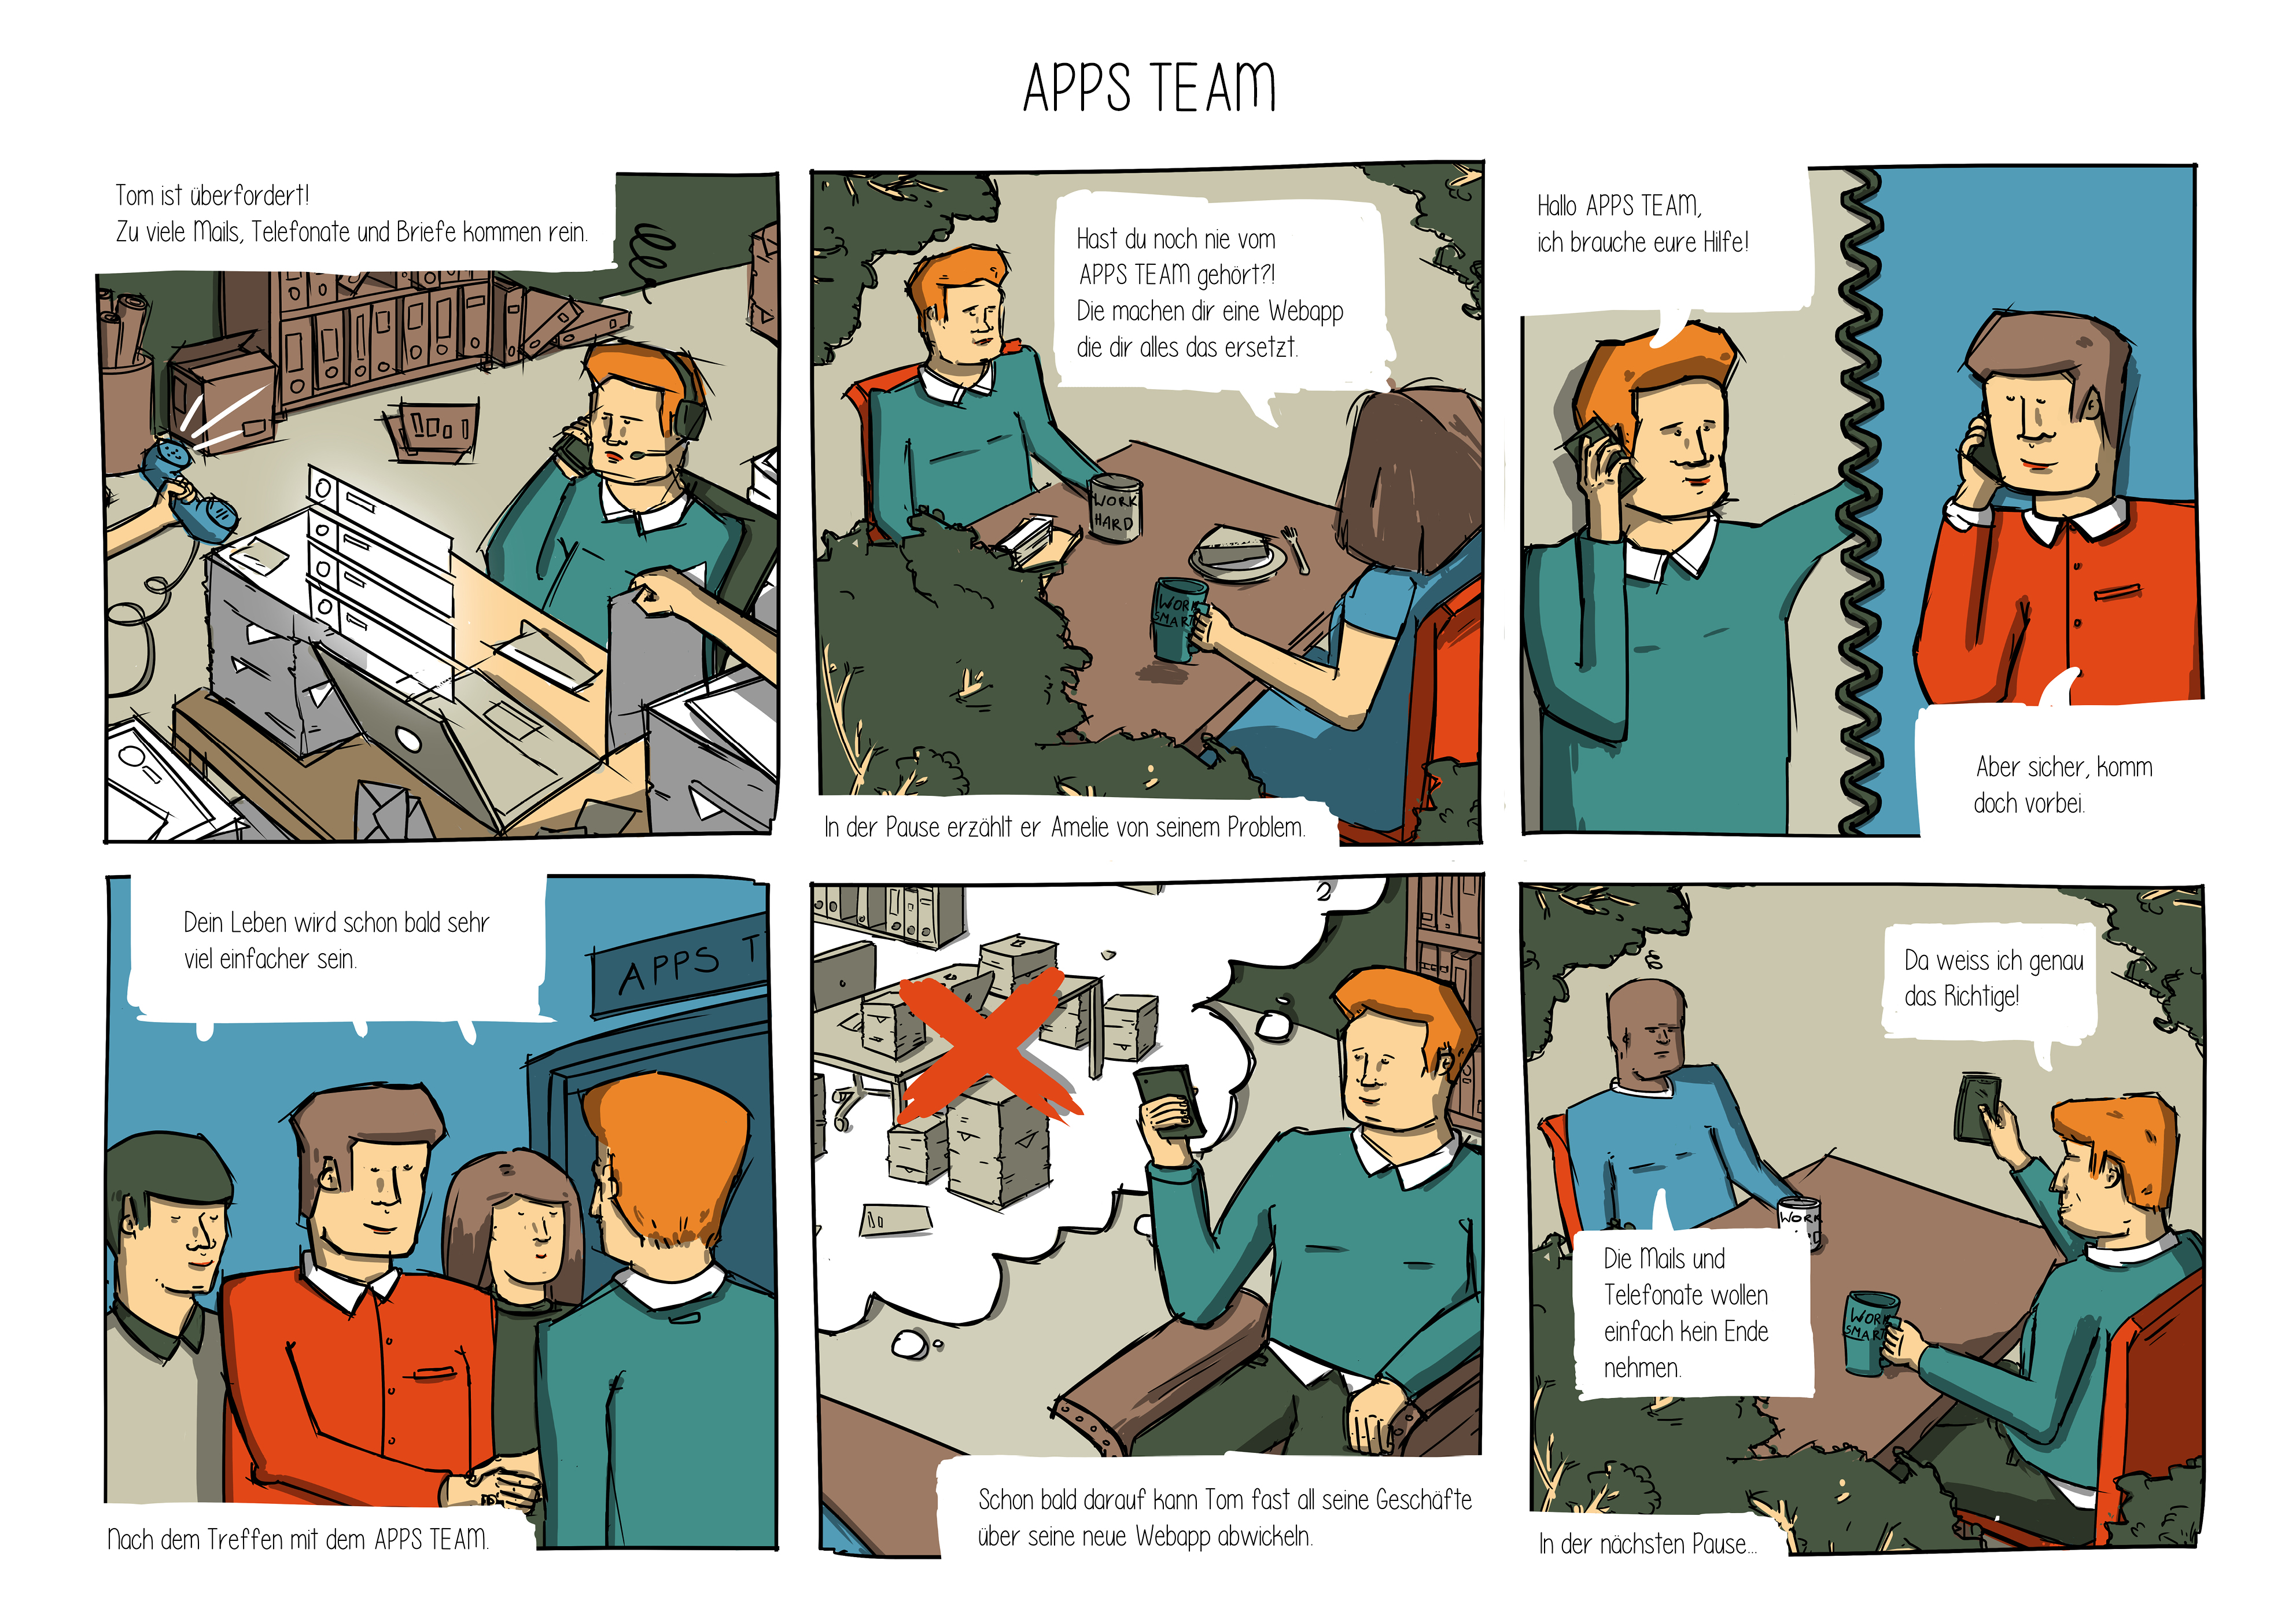 APPS TEAM
Tom ist überfordert!
Zu viele Mails, Telefonate und Briefe kommen rein.
Hast du noch nie vom
APPS TEAM gehört?!
Die machen dir eine Webapp
die dir alles das ersetzt.
WORK
HARD
WORK
SMART
In der Pause erzählt er Amelie von seinem Problem.
Hallo APPS TEAM,
ich brauche eure Hilfe!
Aber sicher, komm
doch vorbei.
Dein Leben wird schon bald sehr
viel einfacher sein.
APPS T
Nach dem Treffen mit dem APPS TEAM.
Schon bald darauf kann Tom fast all seine Geschäfte
über seine neue Webapp abwickeln.
Da weiss ich genau
das Richtige!
WORK
Die Mails und
Telefonate wollen
einfach kein Ende
nehmen.
WORK
SMART
In der nächsten Pause...